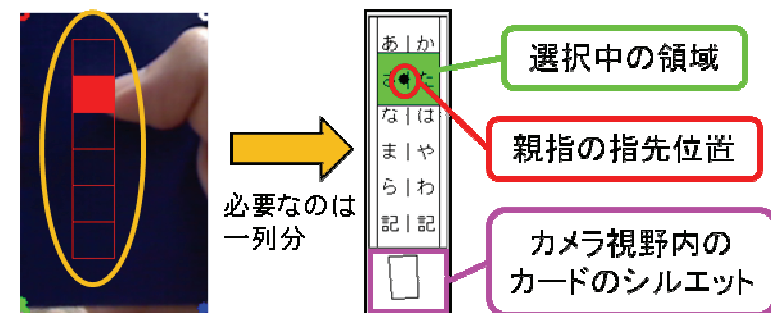 必要なのは
一列分
あ|か
た
な|は
ま|や
ら|わ
記|記
選択中の領域
親指の指先位置
カメラ視野内の
カードのシルエット